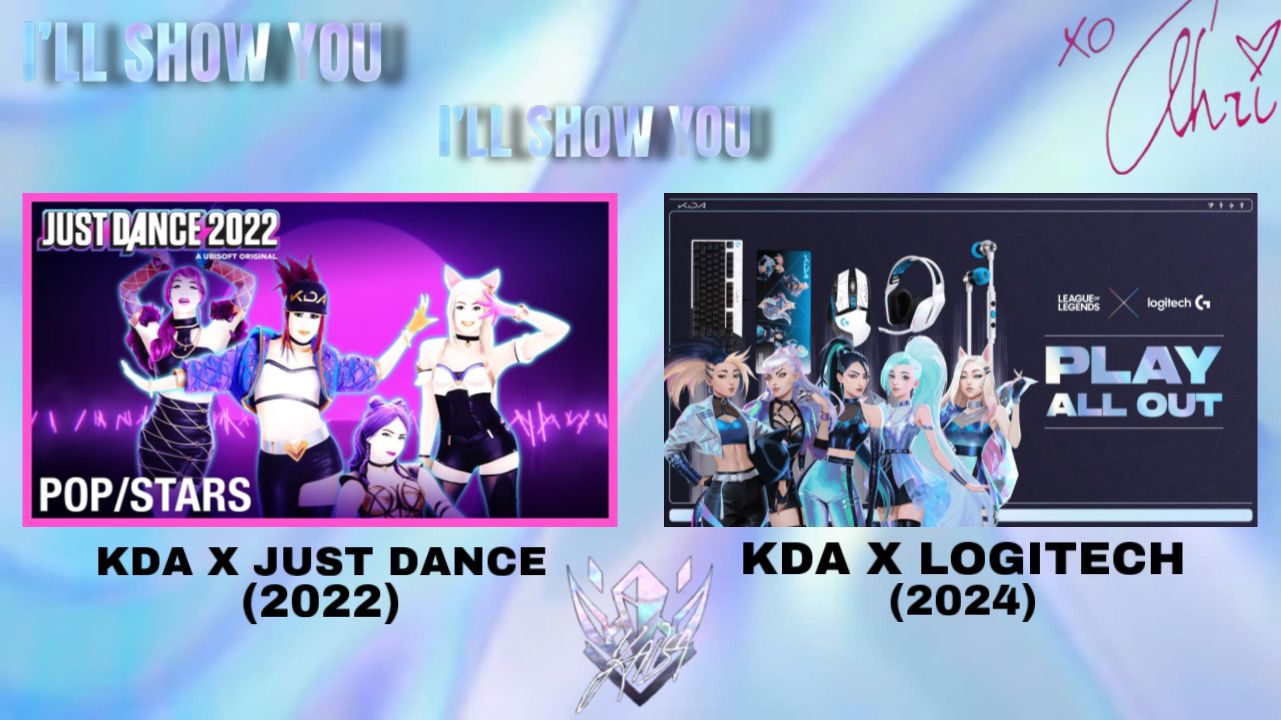 I'LL SHOW YOU
I'LL SHOW YOU
XO
Ahri
JUST DANCE 2022
A UBISOFT ORIGINAL
KDA
POP/STARS
KDA
LEAGUE OF
LEGENDS
logitech G
PLAY
ALL OUT
KDA X JUST DANCE
(2022)
KDA X LOGITECH
(2024)